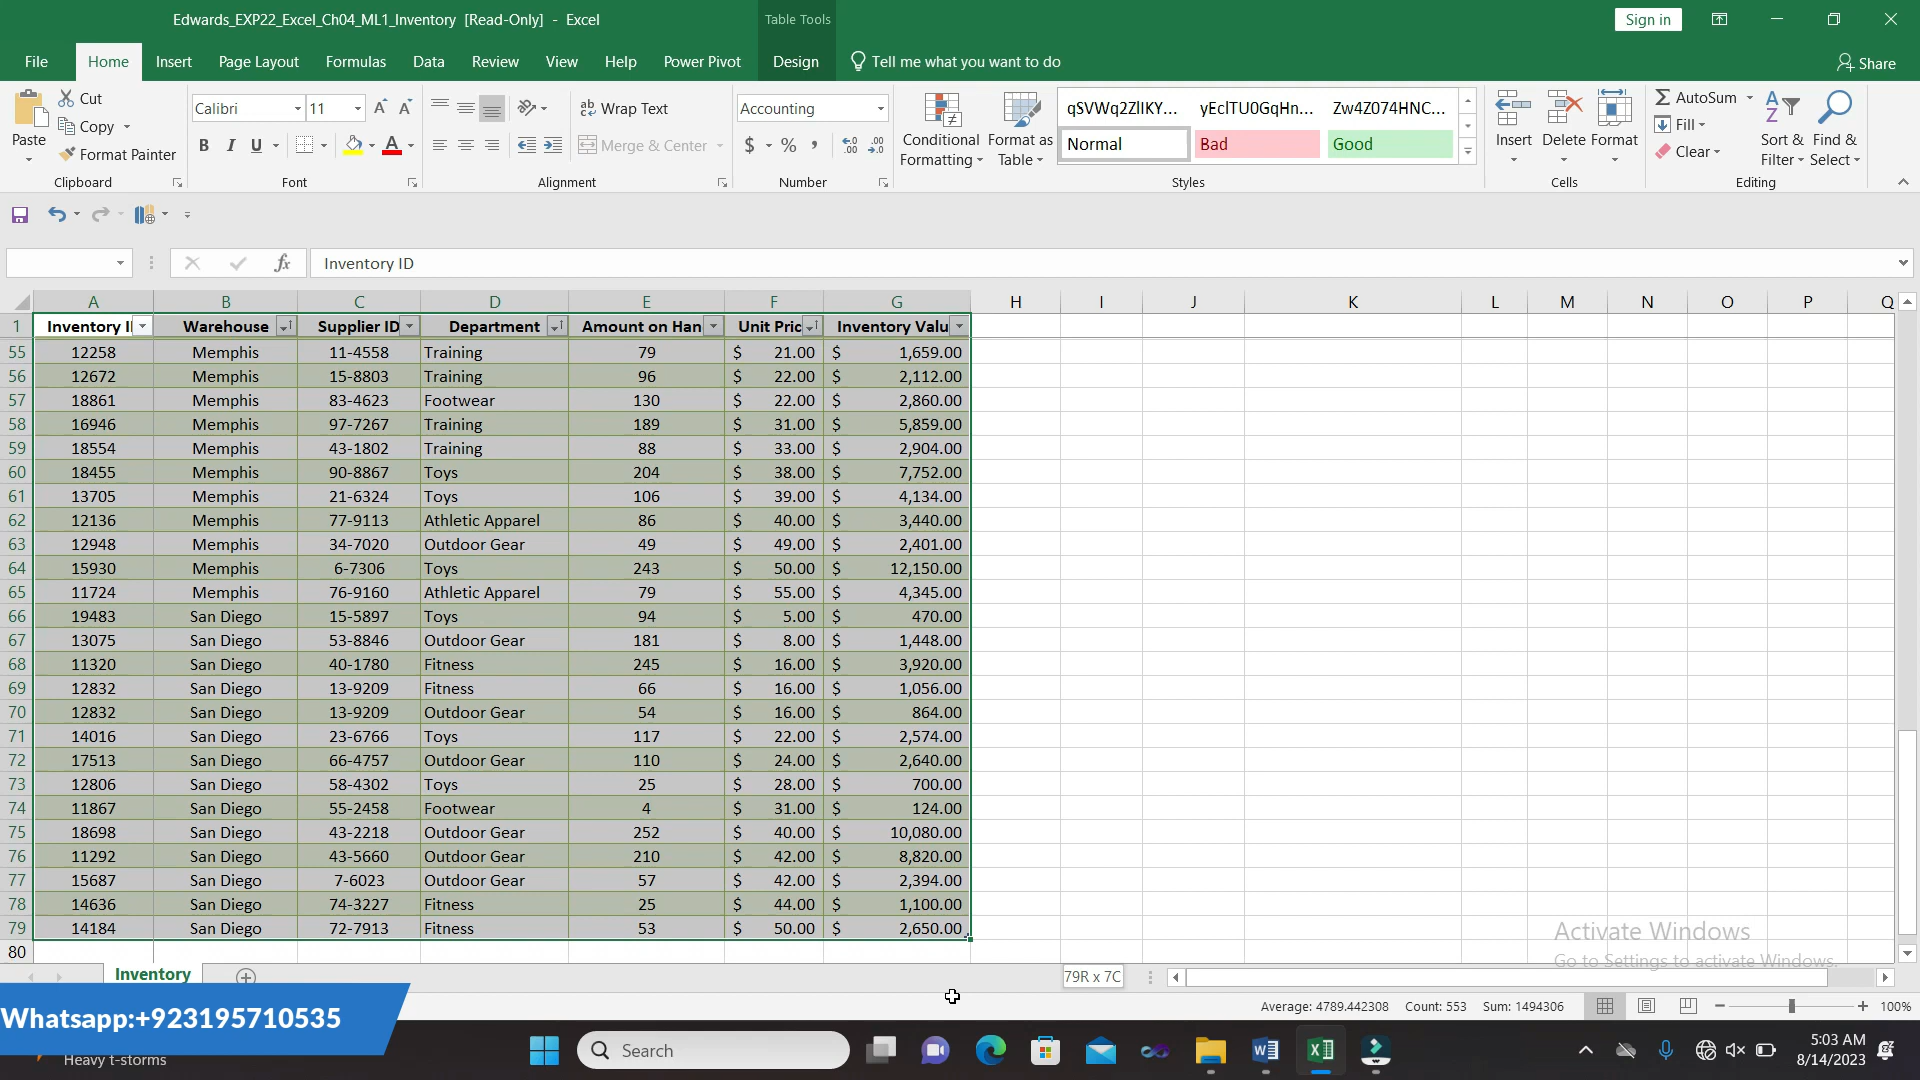 Edwards_EXP22_Excel_Ch04_ML1_Inventory [Read-Only] - Excel
Table Tools
Sign in
File Home Insert Page Layout Formulas Data Review View Help Power Pivot Design Tell me what you want to do Share
Paste
Cut
Copy
Format Painter
Clipboard
Calibri 11
B I U
Font
Wrap Text
Merge & Center
Alignment
Accounting
$ % ,
Number
Conditional Formatting
Format as Table
qSVWq2ZlIKY... yEclTU0GqHn... Zw4Z074HNC...
Normal Bad Good
Styles
Insert Delete Format
Cells
AutoSum
Fill
Clear
Sort & Filter
Find & Select
Editing
fx Inventory ID
A B C D E F G H I J K L M N O P Q
1 Inventory I Warehouse Supplier ID Department Amount on Han Unit Pric Inventory Valu
55 12258 Memphis 11-4558 Training 79 $ 21.00 $ 1,659.00
56 12672 Memphis 15-8803 Training 96 $ 22.00 $ 2,112.00
57 18861 Memphis 83-4623 Footwear 130 $ 22.00 $ 2,860.00
58 16946 Memphis 97-7267 Training 189 $ 31.00 $ 5,859.00
59 18554 Memphis 43-1802 Training 88 $ 33.00 $ 2,904.00
60 18455 Memphis 90-8867 Toys 204 $ 38.00 $ 7,752.00
61 13705 Memphis 21-6324 Toys 106 $ 39.00 $ 4,134.00
62 12136 Memphis 77-9113 Athletic Apparel 86 $ 40.00 $ 3,440.00
63 12948 Memphis 34-7020 Outdoor Gear 49 $ 49.00 $ 2,401.00
64 15930 Memphis 6-7306 Toys 243 $ 50.00 $ 12,150.00
65 11724 Memphis 76-9160 Athletic Apparel 79 $ 55.00 $ 4,345.00
66 19483 San Diego 15-5897 Toys 94 $ 5.00 $ 470.00
67 13075 San Diego 53-8846 Outdoor Gear 181 $ 8.00 $ 1,448.00
68 11320 San Diego 40-1780 Fitness 245 $ 16.00 $ 3,920.00
69 12832 San Diego 13-9209 Fitness 66 $ 16.00 $ 1,056.00
70 12832 San Diego 13-9209 Outdoor Gear 54 $ 16.00 $ 864.00
71 14016 San Diego 23-6766 Toys 117 $ 22.00 $ 2,574.00
72 17513 San Diego 66-4757 Outdoor Gear 110 $ 24.00 $ 2,640.00
73 12806 San Diego 58-4302 Toys 25 $ 28.00 $ 700.00
74 11867 San Diego 55-2458 Footwear 4 $ 31.00 $ 124.00
75 18698 San Diego 43-2218 Outdoor Gear 252 $ 40.00 $ 10,080.00
76 11292 San Diego 43-5660 Outdoor Gear 210 $ 42.00 $ 8,820.00
77 15687 San Diego 7-6023 Outdoor Gear 57 $ 42.00 $ 2,394.00
78 14636 San Diego 74-3227 Fitness 25 $ 44.00 $ 1,100.00
79 14184 San Diego 72-7913 Fitness 53 $ 50.00 $ 2,650.00
80
Activate Windows
Go to Settings to activate Windows.
Inventory
79R x 7C
Average: 4789.442308 Count: 553 Sum: 1494306 100%
Whatsapp:+923195710535
Heavy t-storms
Search
5:03 AM
8/14/2023